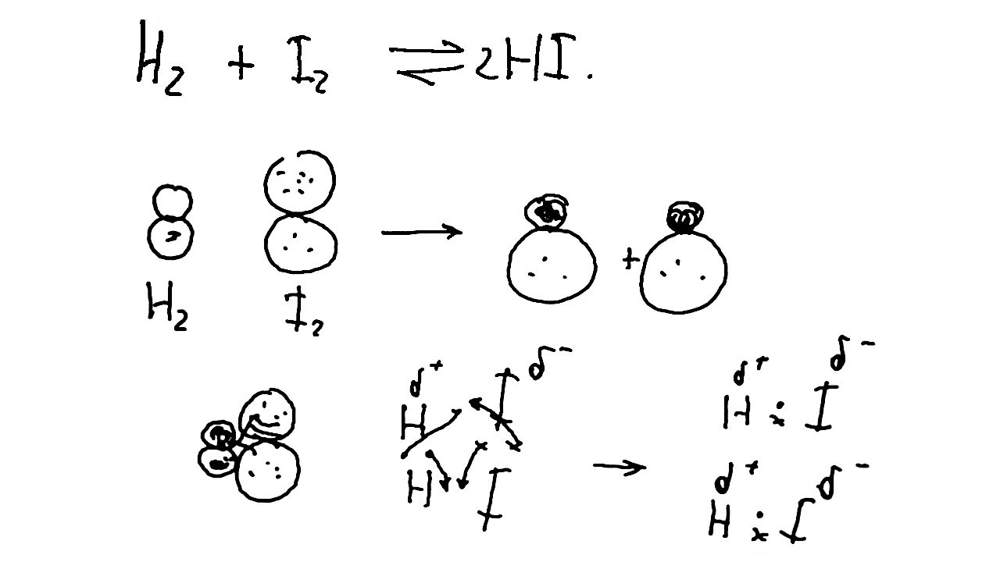 H₂ + I₂ ⇌ 2HI.
→ +
H₂ I₂
δ⁺ δ⁻ δ⁺ δ⁻
H I H I
→
H I δ⁺ δ⁻
H I